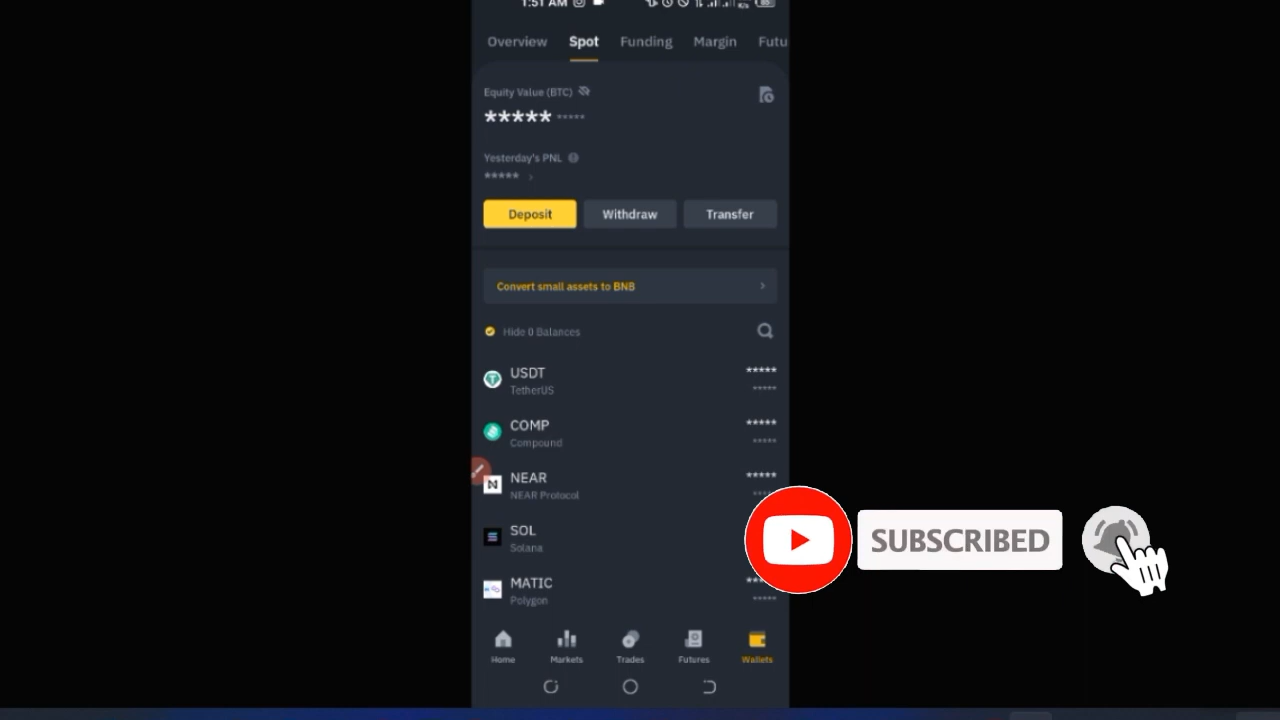 1:51 AM
Overview Spot Funding Margin Futu
Equity Value (BTC)
***** *****
Yesterday's PNL
***** ›
Deposit Withdraw Transfer
Convert small assets to BNB ›
Hide 0 Balances
USDT *****
TetherUS *****
COMP *****
Compound *****
NEAR *****
NEAR Protocol
SOL
Solana
SUBSCRIBED
MATIC
Polygon *****
Home Markets Trades Futures Wallets